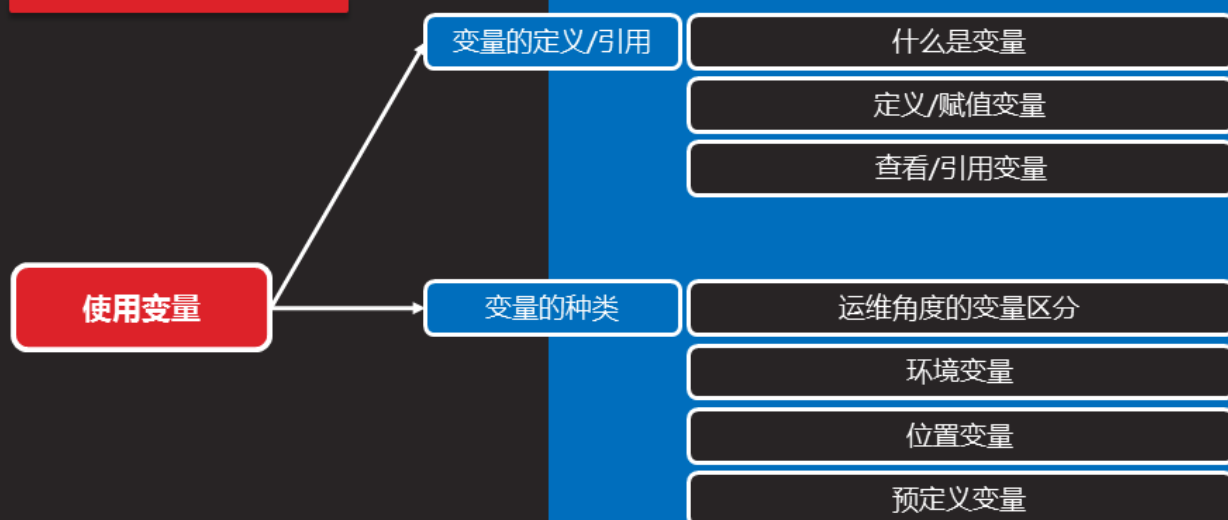 变量的定义/引用
什么是变量
定义/赋值变量
查看/引用变量
使用变量
变量的种类
运维角度的变量区分
环境变量
位置变量
预定义变量